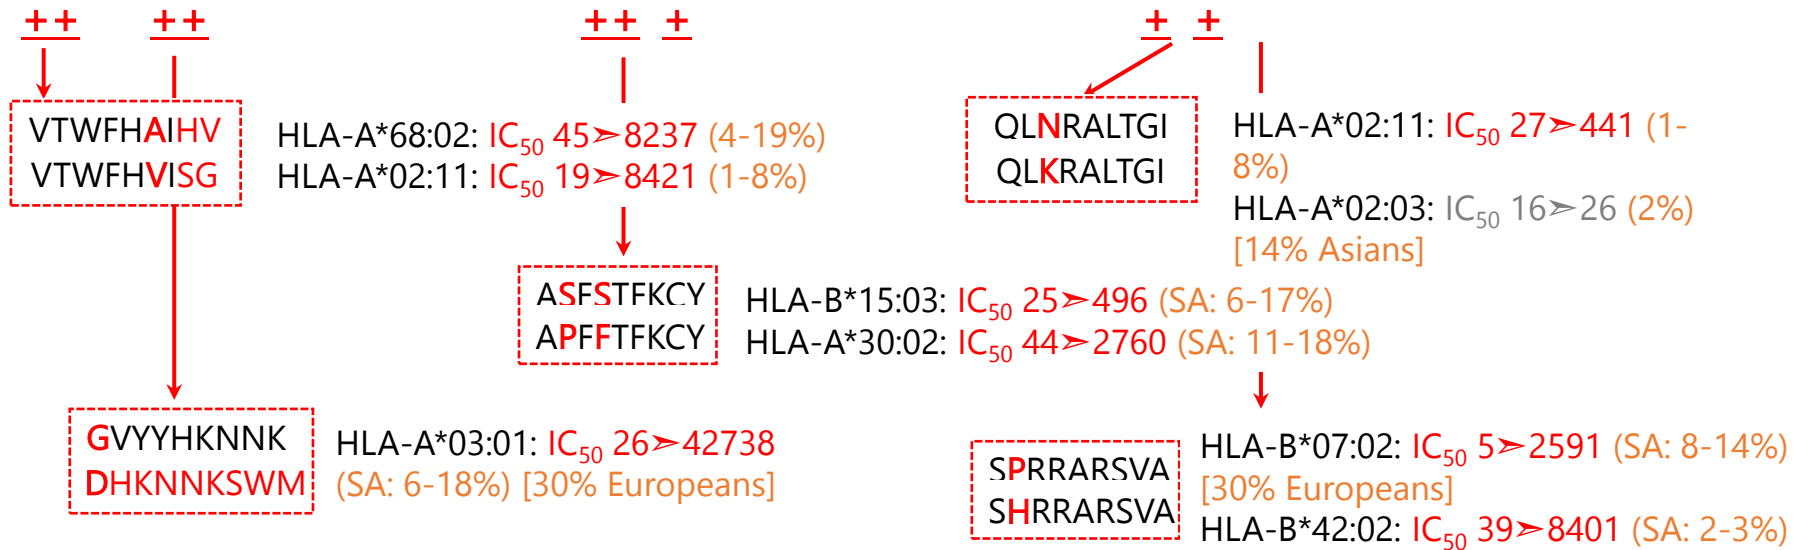 ++ ++ ++ + + +
VTWFHAIHV
VTWFHVISG
HLA-A*68:02: IC50 45➣8237 (4-19%)
HLA-A*02:11: IC50 19➣8421 (1-8%)
QLNRALTGI
QLKRALTGI
HLA-A*02:11: IC50 27➣441 (1-
8%)
HLA-A*02:03: IC50 16➣26 (2%)
[14% Asians]
ASFSTFKCY
APFFTFKCY
HLA-B*15:03: IC50 25➣496 (SA: 6-17%)
HLA-A*30:02: IC50 44➣2760 (SA: 11-18%)
GVYYHKNNK
DHKNNKSWM
HLA-A*03:01: IC50 26➣42738
(SA: 6-18%) [30% Europeans]
SPRRARSVA
SHRRARSVA
HLA-B*07:02: IC50 5➣2591 (SA: 8-14%)
[30% Europeans]
HLA-B*42:02: IC50 39➣8401 (SA: 2-3%)